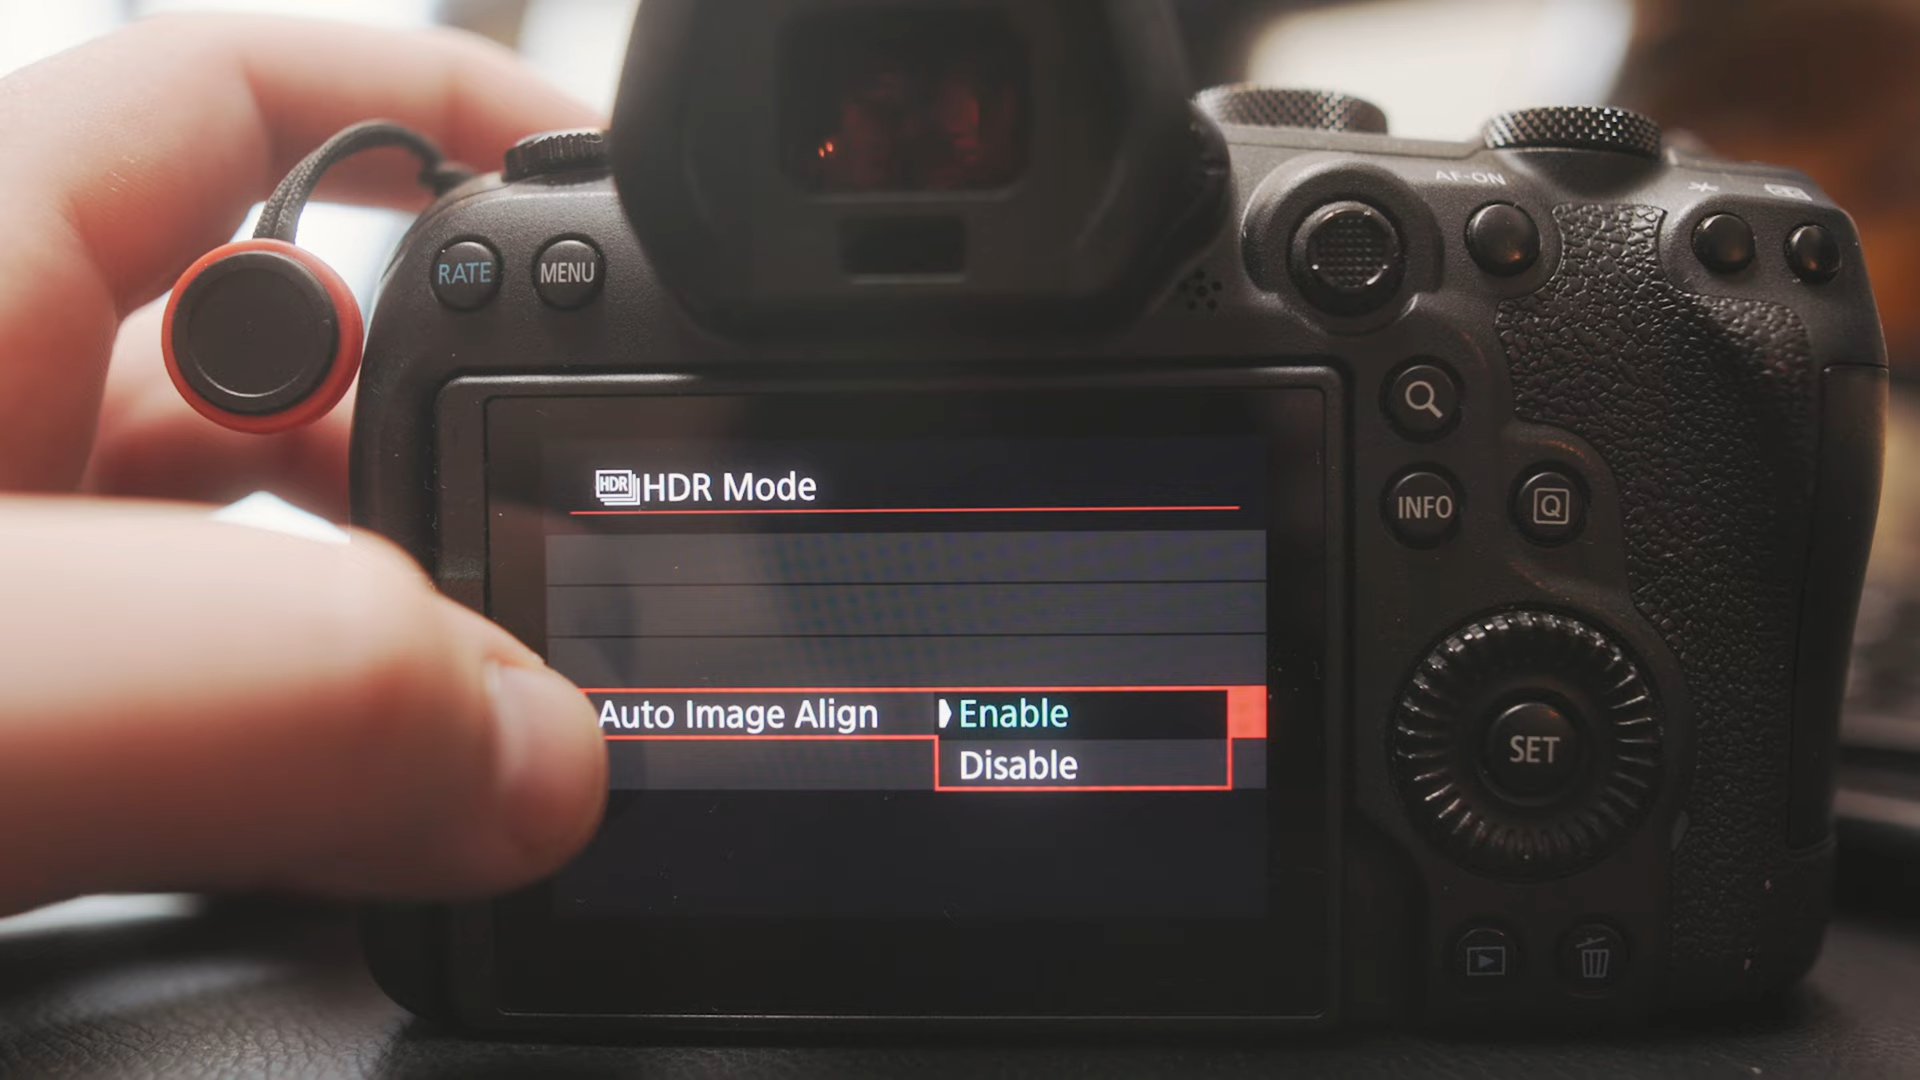 AF-ON
RATE
MENU
INFO
Q
HDR HDR Mode
Auto Image Align Enable
Disable
SET